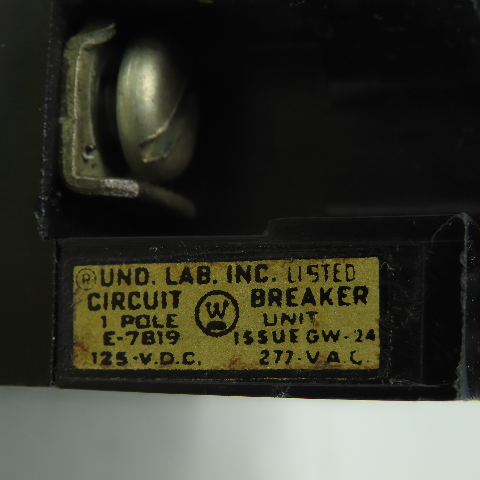 ® UND. LAB. INC. LISTED
CIRCUIT W BREAKER
1 POLE UNIT
E-7819 ISSUE GW-24
125-V.D.C. 277-V.A.C.